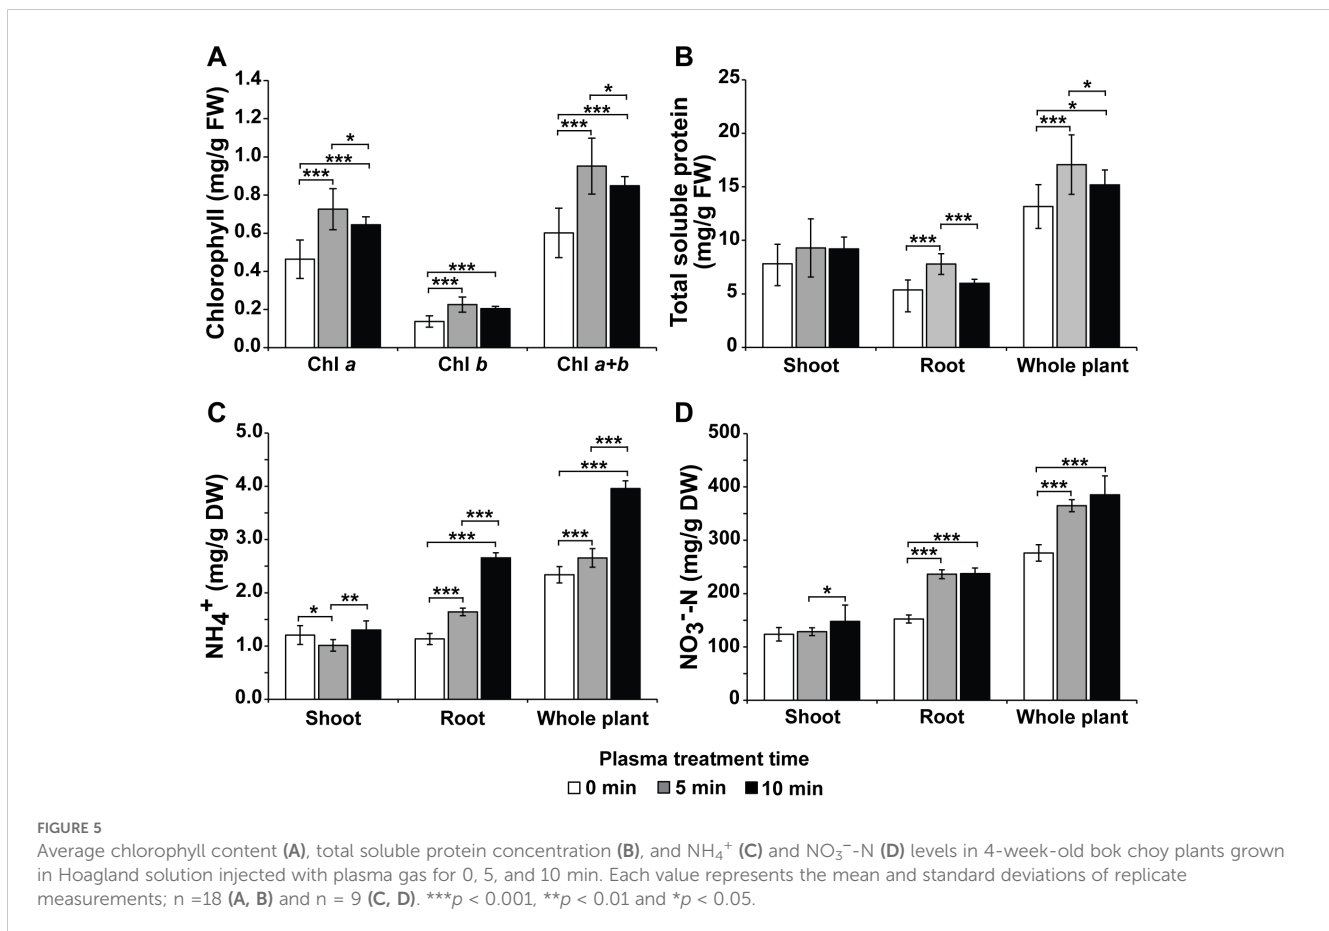 A
Chlorophyll (mg/g FW)
1.4
1.2
1.0
0.8
0.6
0.4
0.2
0.0
***
***
*
***
***
***
***
*
Chl a
Chl b
Chl a+b
B
Total soluble protein
(mg/g FW)
25
20
15
10
5
0
***
***
***
*
*
Shoot
Root
Whole plant
C
NH4+ (mg/g DW)
5.0
4.0
3.0
2.0
1.0
0.0
*
**
***
***
***
***
***
***
Shoot
Root
Whole plant
D
NO3⁻-N (mg/g DW)
500
400
300
200
100
0
*
***
***
***
***
Shoot
Root
Whole plant
Plasma treatment time
0 min
5 min
10 min
FIGURE 5
Average chlorophyll content (A), total soluble protein concentration (B), and NH₄⁺ (C) and NO₃⁻-N (D) levels in 4-week-old bok choy plants grown
in Hoagland solution injected with plasma gas for 0, 5, and 10 min. Each value represents the mean and standard deviations of replicate
measurements; n =18 (A, B) and n = 9 (C, D). ***p < 0.001, **p < 0.01 and *p < 0.05.